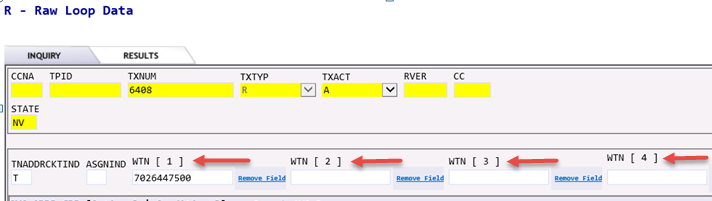 R - Raw Loop Data
INQUIRY RESULTS
CCNA TPID TXNUM TXTYP TXACT RVER CC
6408 R A
STATE
NV
TNADDRCKTIND ASGNIND WTN [ 1 ] WTN [ 2 ] WTN [ 3 ] WTN [ 4 ]
T 7026447500 Remove Field Remove Field Remove Field